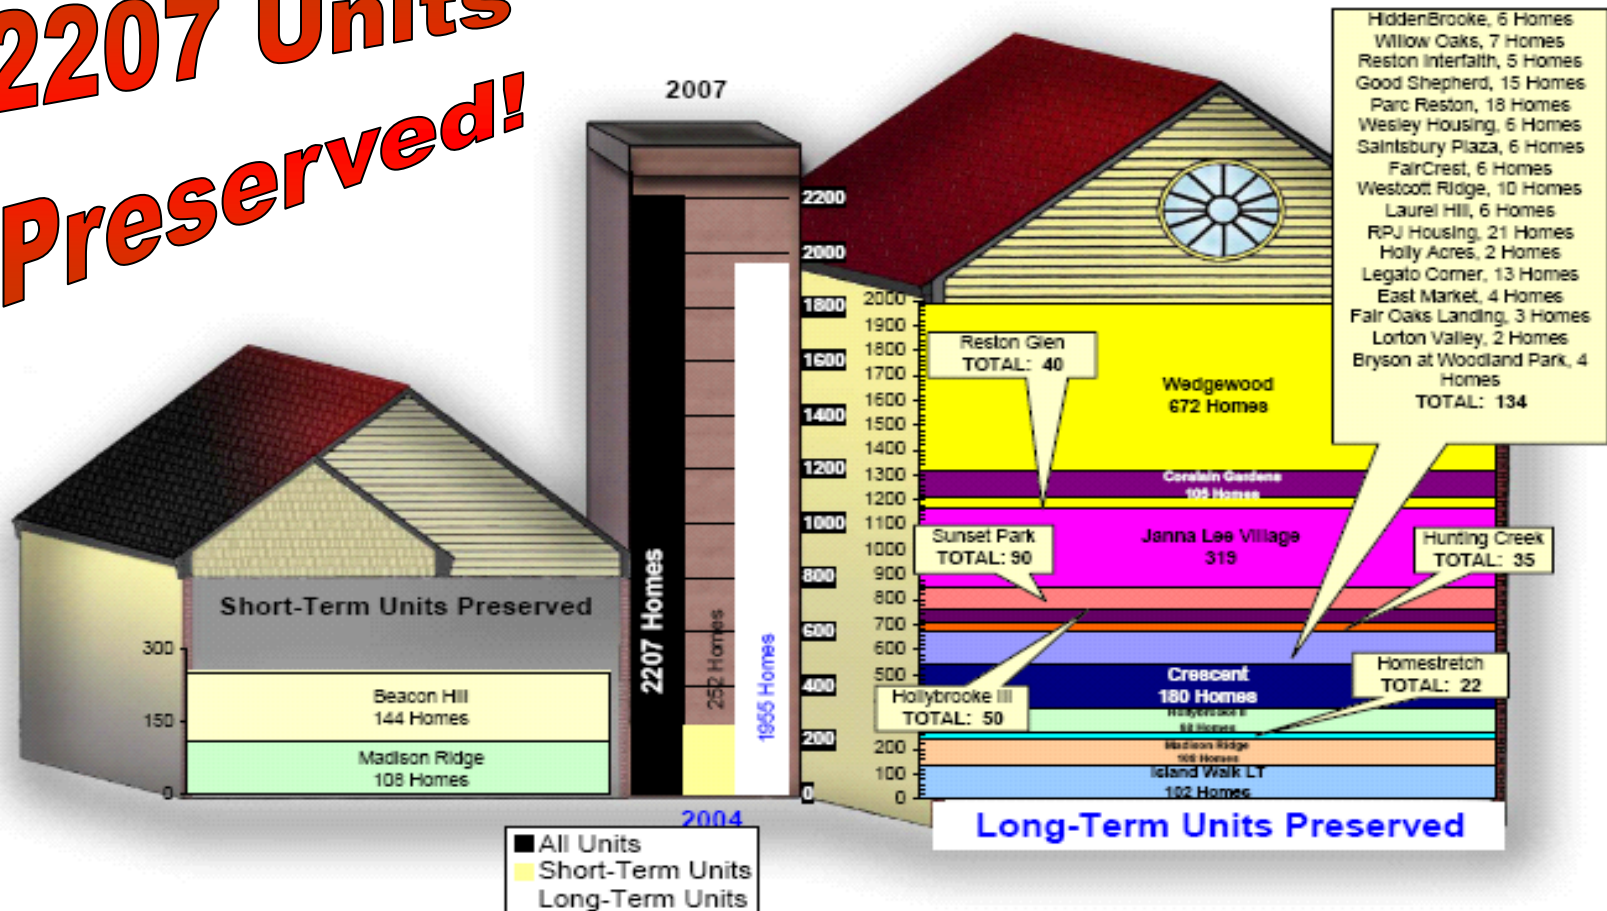 2207 Units
Preserved!
2007
2200
2000
1800
1600
1400
1200
1000
800
600
400
200
0
2207 Homes
252 Homes
1955 Homes
2004
All Units
Short-Term Units
Long-Term Units
Short-Term Units Preserved
300
150
0
Beacon Hill
144 Homes
Madison Ridge
108 Homes
2000
1900
1800
1700
1600
1500
1400
1300
1200
1100
1000
900
800
700
600
500
200
100
0
Reston Glen
TOTAL: 40
Wedgewood
672 Homes
Coralain Gardens
105 Homes
Janna Lee Village
319
Sunset Park
TOTAL: 90
Hunting Creek
TOTAL: 35
Crescent
180 Homes
Homestretch
TOTAL: 22
Hollybrooke III
TOTAL: 50
Hollybrooke II
Homes
Madison Ridge
108 Homes
Island Walk LT
102 Homes
Long-Term Units Preserved
HiddenBrooke, 6 Homes
Willow Oaks, 7 Homes
Reston Interfaith, 5 Homes
Good Shepherd, 15 Homes
Parc Reston, 18 Homes
Wesley Housing, 6 Homes
Saintsbury Plaza, 6 Homes
FairCrest, 6 Homes
Westcott Ridge, 10 Homes
Laurel Hill, 6 Homes
RPJ Housing, 21 Homes
Holly Acres, 2 Homes
Legato Corner, 13 Homes
East Market, 4 Homes
Fair Oaks Landing, 3 Homes
Lorton Valley, 2 Homes
Bryson at Woodland Park, 4
Homes
TOTAL: 134